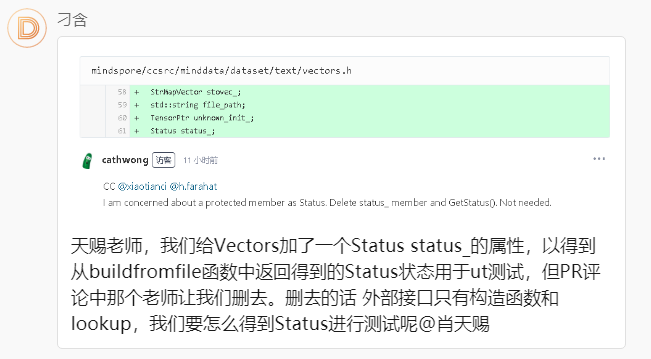 刁含
mindspore/ccsrc/minddata/dataset/text/vectors.h
58 + StrMapVector stovec_;
59 + std::string file_path;
60 + TensorPtr unknown_init_;
61 + Status status_;
cathwong 访客 11 小时前 ...
CC @xiaotianci @h.farahat
I am concerned about a protected member as Status. Delete status_ member and GetStatus(). Not needed.
天赐老师，我们给Vectors加了一个Status status_的属性，以得到
从buildfromfile函数中返回得到的Status状态用于ut测试，但PR评
论中那个老师让我们删去。删去的话 外部接口只有构造函数和
lookup，我们要怎么得到Status进行测试呢@肖天赐